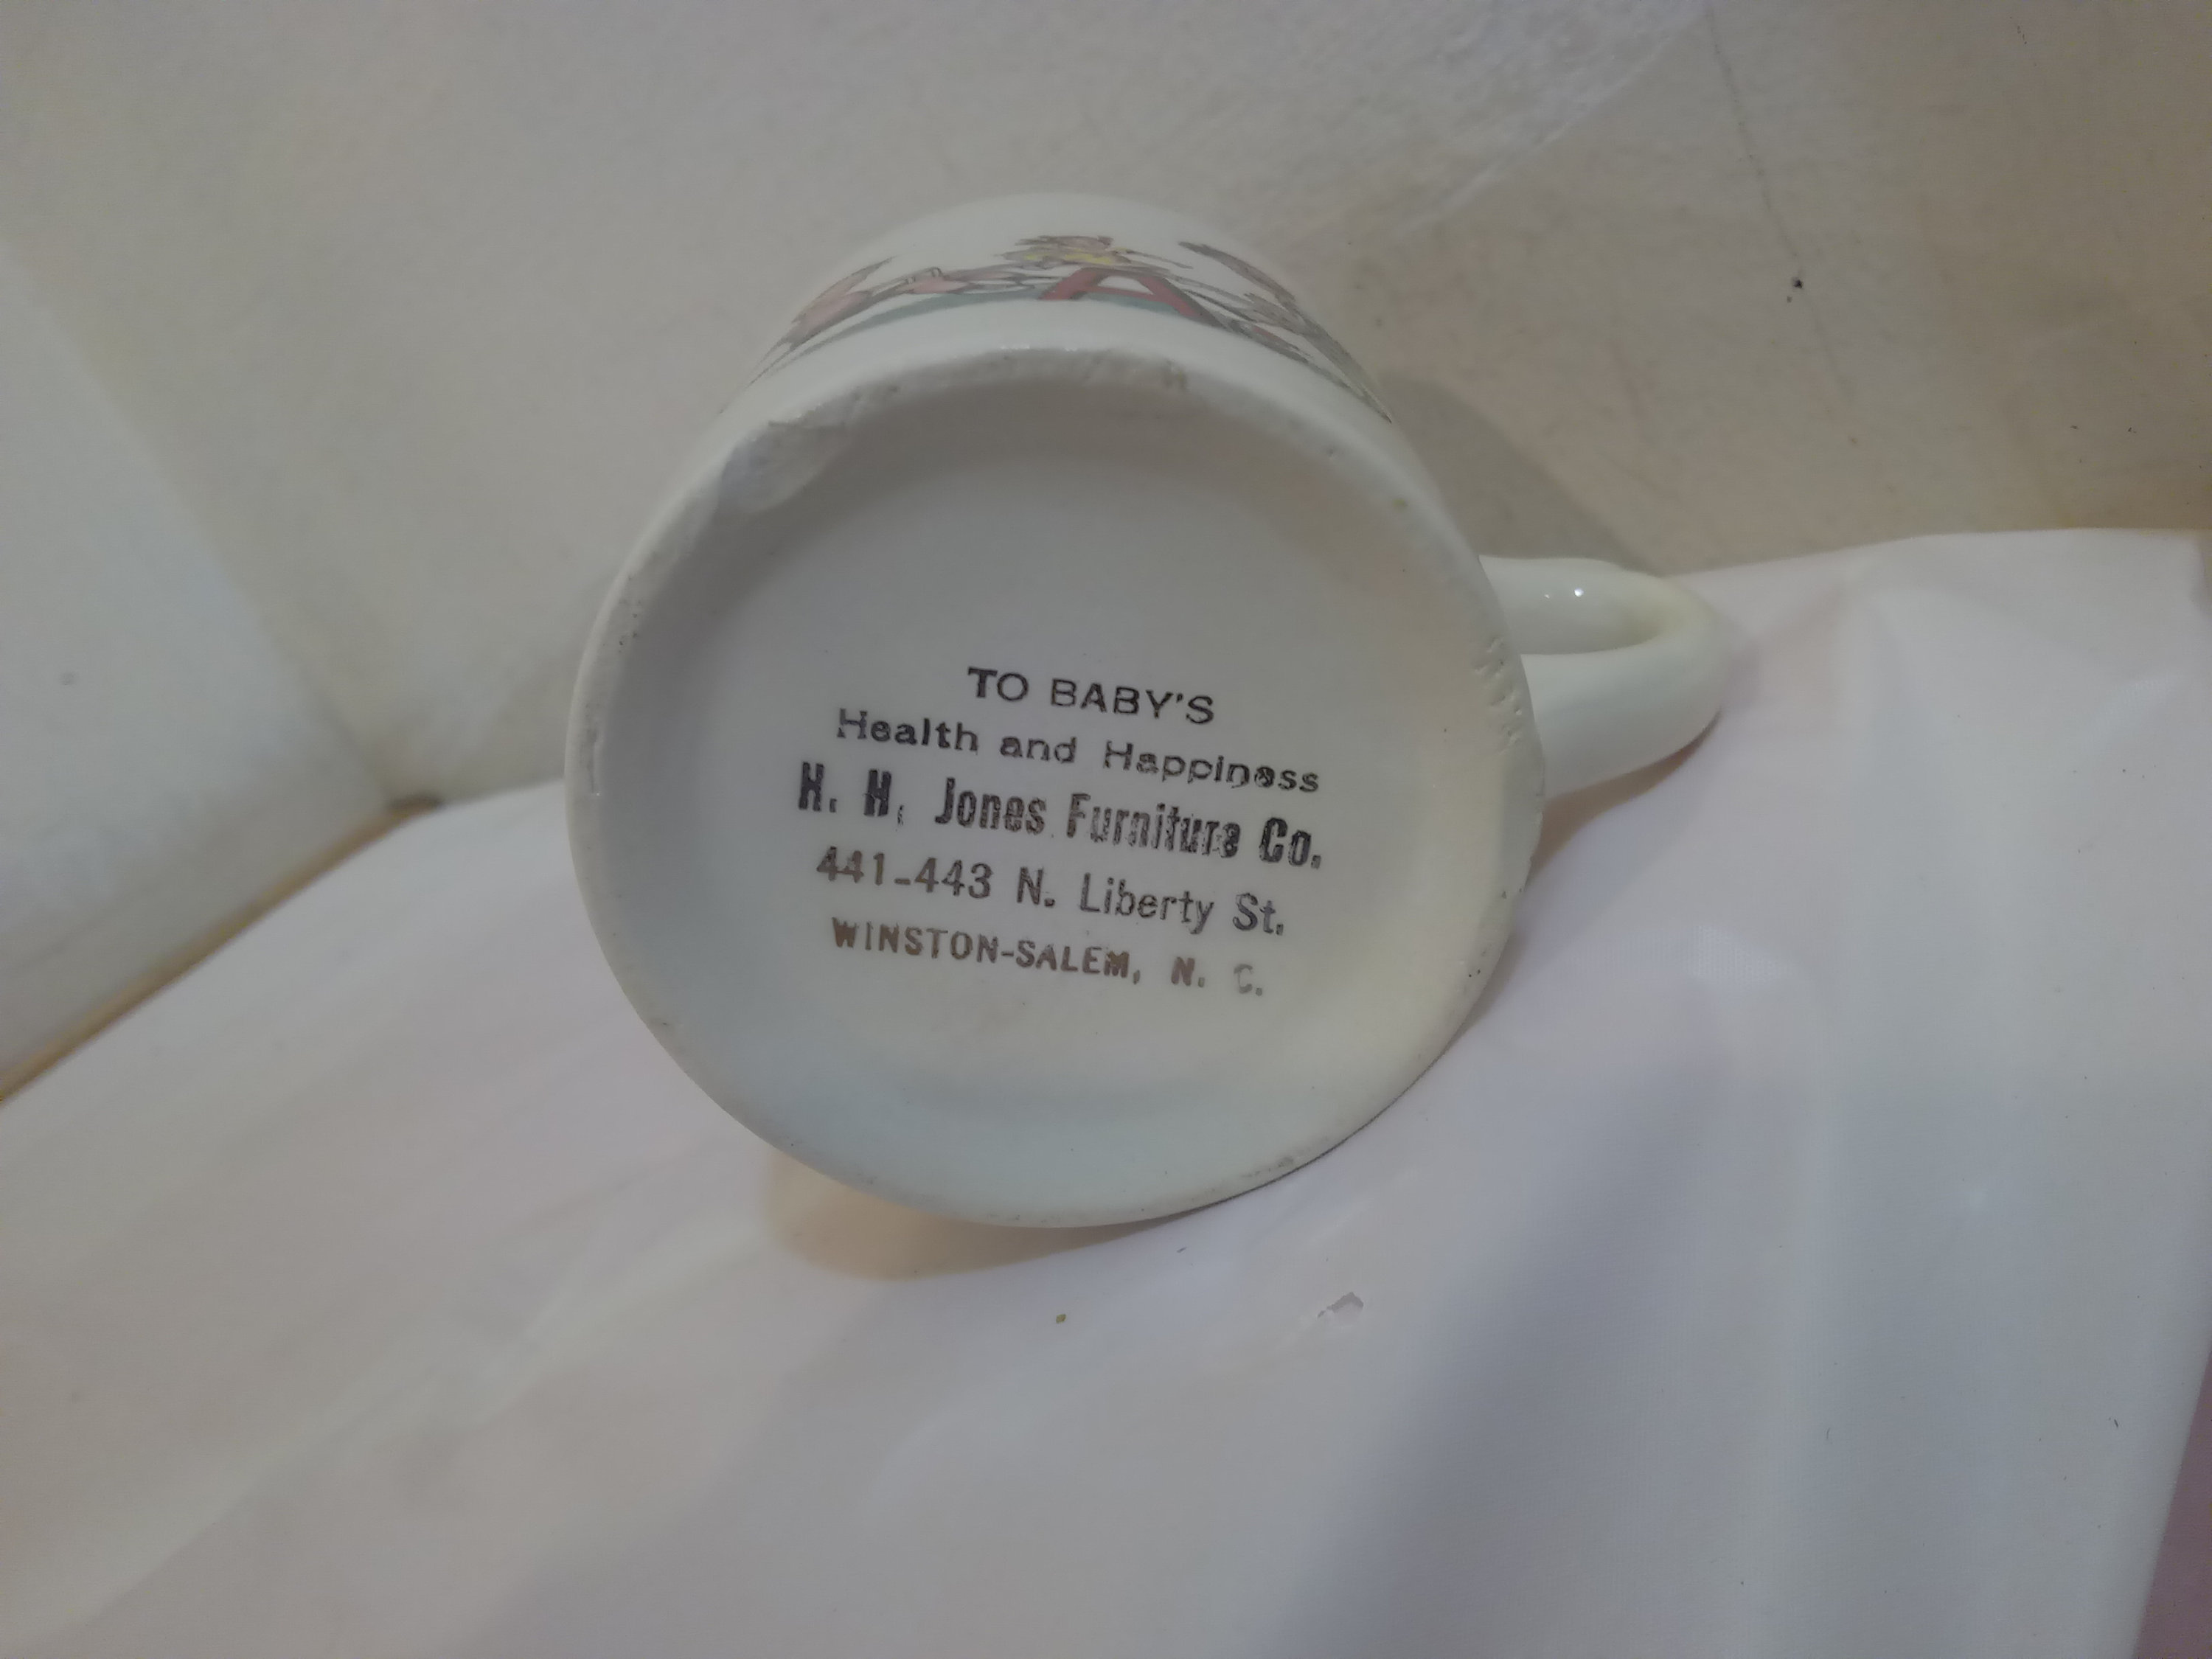 TO BABY'S
Health and Happiness
H. H. Jones Furniture Co.
441-443 N. Liberty St.
WINSTON-SALEM, N. C.
A